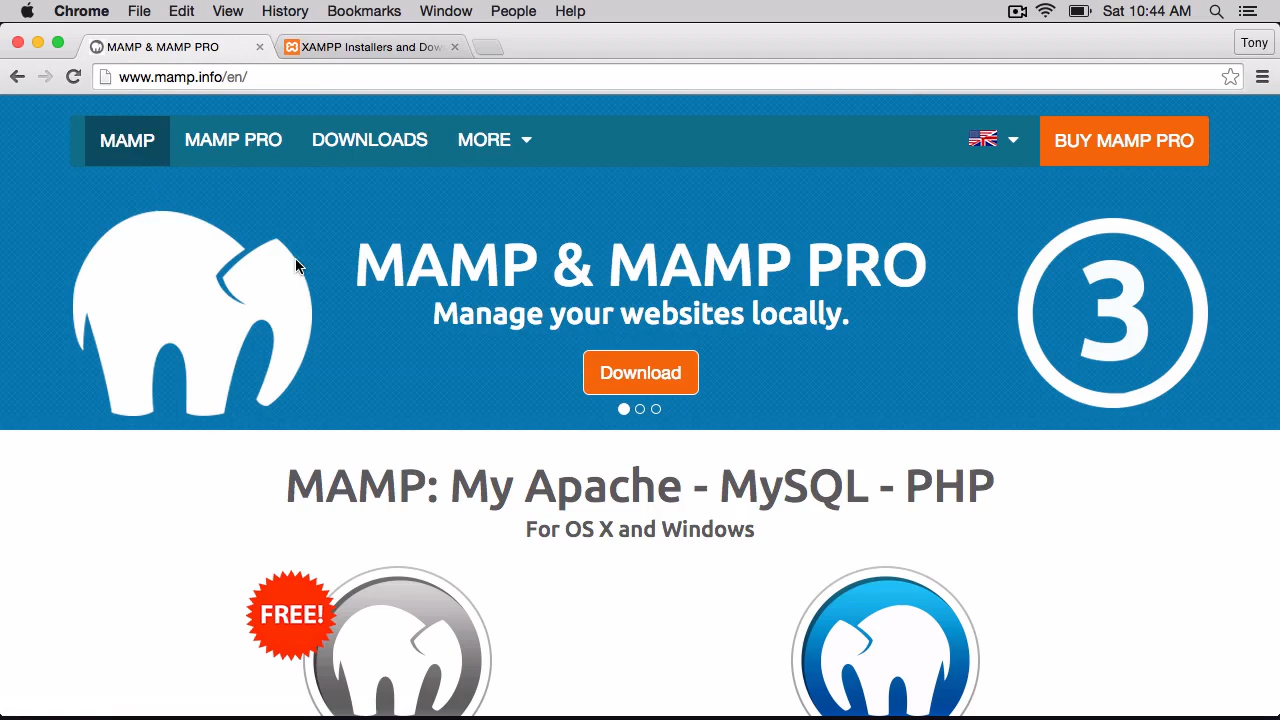 Chrome File Edit View History Bookmarks Window People Help Sat 10:44 AM
MAMP & MAMP PRO XAMPP Installers and Dow Tony
www.mamp.info/en/
MAMP MAMP PRO DOWNLOADS MORE BUY MAMP PRO
MAMP & MAMP PRO
Manage your websites locally.
3
Download
MAMP: My Apache - MySQL - PHP
For OS X and Windows
FREE!